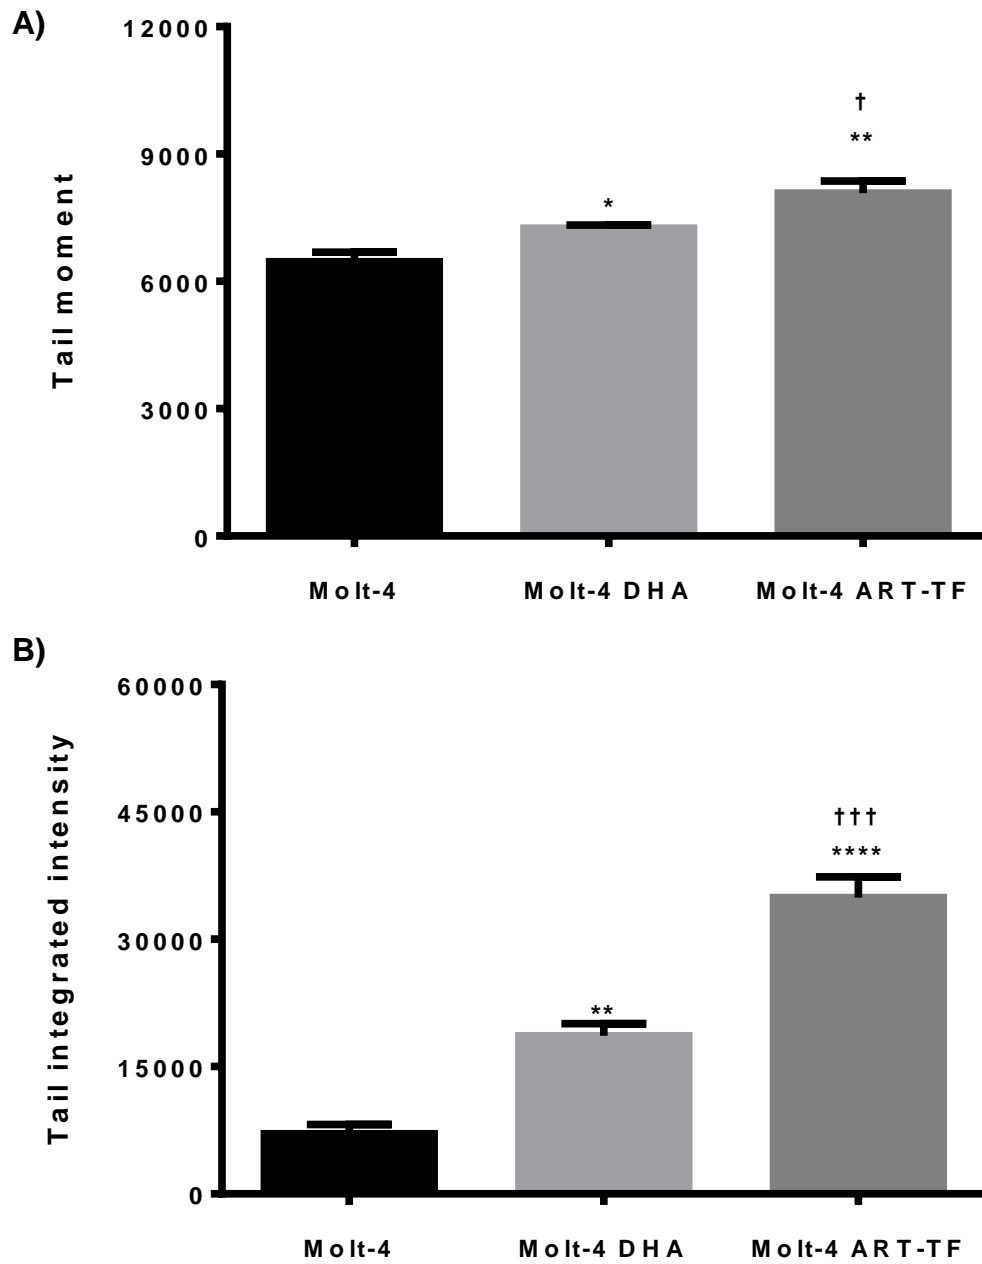 A)
12000
9000
6000
3000
0
Tail moment
*
†
**
Molt-4 Molt-4 DHA Molt-4 ART-TF
B)
60000
45000
30000
15000
0
Tail integrated intensity
**
†††
****
Molt-4 Molt-4 DHA Molt-4 ART-TF